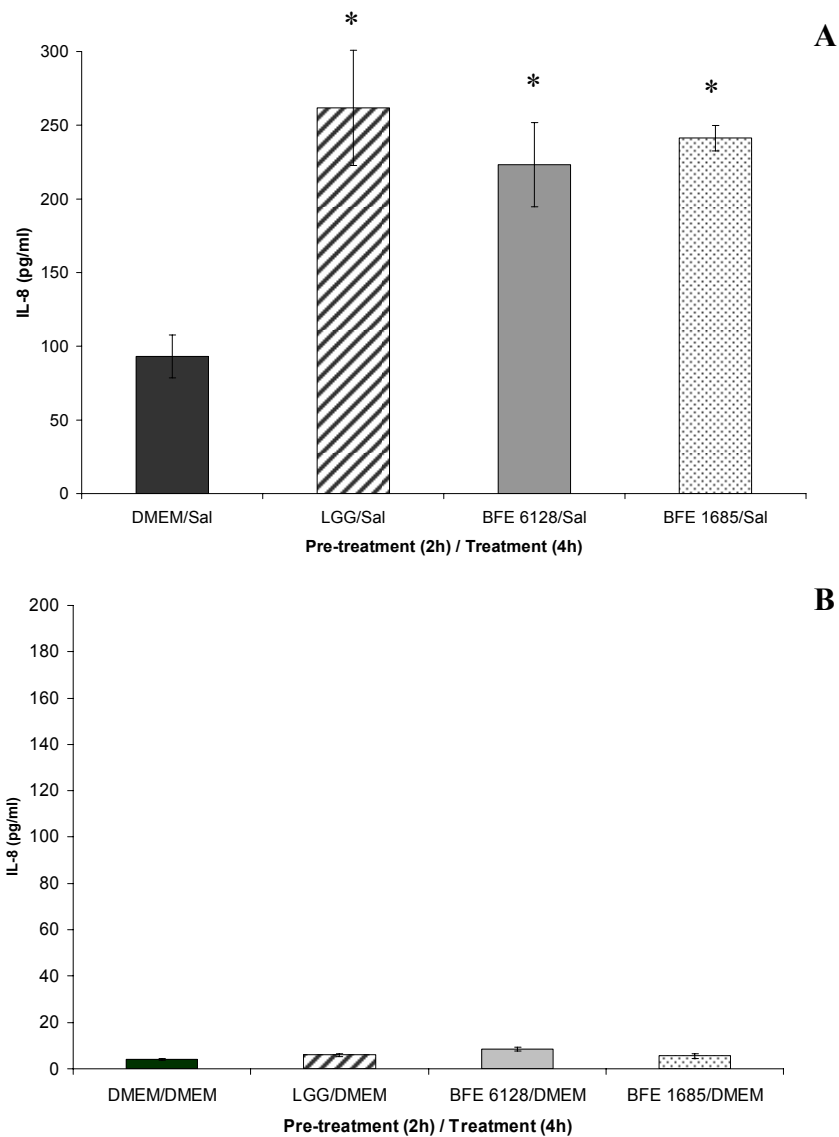 A
*
*
*
300
250
200
150
100
50
0
IL-8 (pg/ml)
DMEM/Sal LGG/Sal BFE 6128/Sal BFE 1685/Sal
Pre-treatment (2h) / Treatment (4h)
B
200
180
160
140
120
100
80
60
40
20
0
IL-8 (pg/ml)
DMEM/DMEM LGG/DMEM BFE 6128/DMEM BFE 1685/DMEM
Pre-treatment (2h) / Treatment (4h)